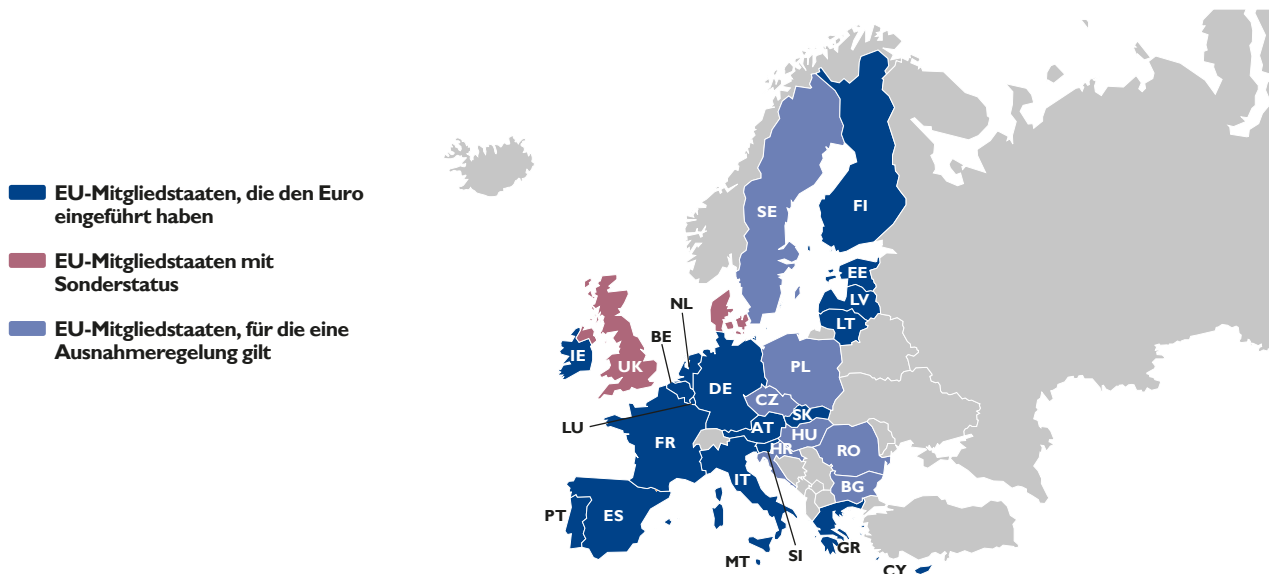 EU-Mitgliedstaaten, die den Euro
eingeführt haben
EU-Mitgliedstaaten mit
Sonderstatus
EU-Mitgliedstaaten, für die eine
Ausnahmeregelung gilt
FI
SE
EE
LV
LT
NL
BE
IE
UK
PL
DE
CZ
SK
LU
AT
HU
FR
HR
RO
IT
BG
PT
ES
GR
SI
MT
CY